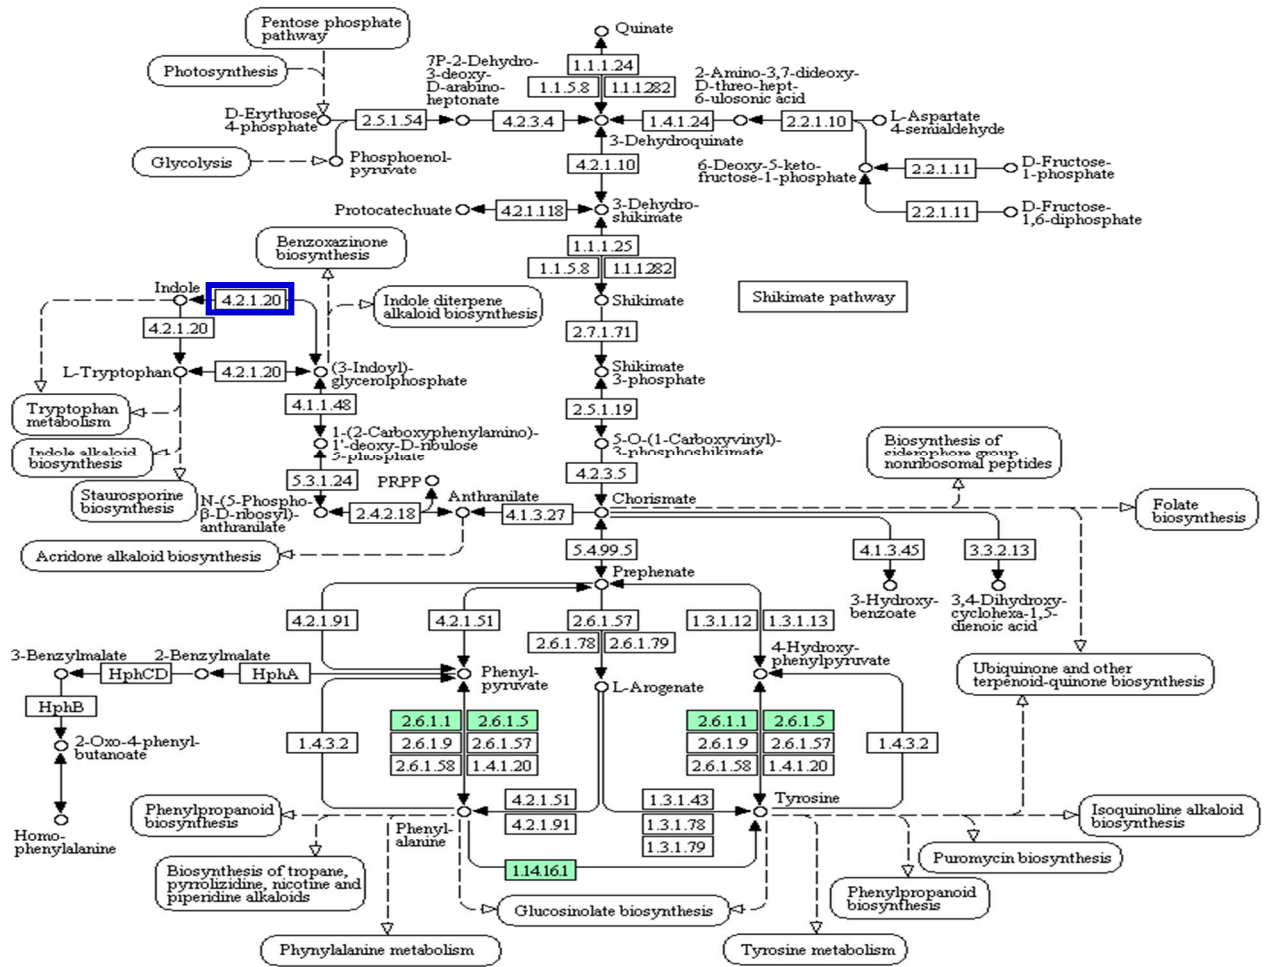 Pentose phosphate
pathway
Quinate
Photosynthesis
7P-2-Dehydro-
3-deoxy-
D-arabino-
heptonate
1.1.1.24
1.1.5.8
1.1.1.282
2-Amino-3,7-dideoxy-
D-threo-hept-
6-ulosonic acid
D-Erythrose
4-phosphate
2.5.1.54
4.2.3.4
1.4.1.24
2.2.1.10
L-Aspartate
4-semialdehyde
3-Dehydroquinate
Glycolysis
Phosphoenol-
pyruvate
4.2.1.10
6-Deoxy-5-keto-
fructose-1-phosphate
2.2.1.11
D-Fructose-
1-phosphate
Protocatechuate
4.2.1.118
3-Dehydro-
shikimate
2.2.1.11
D-Fructose-
1,6-diphosphate
Benzoxazinone
biosynthesis
1.1.1.25
1.1.5.8
1.1.1.282
Indole
4.2.1.20
Indole diterpene
alkaloid biosynthesis
Shikimate
Shikimate pathway
4.2.1.20
2.7.1.71
L-Tryptophan
4.2.1.20
(3-Indoyl)-
glycerolphosphate
Shikimate
3-phosphate
Tryptophan
metabolism
4.1.1.48
2.5.1.19
1-(2-Carboxyphenylamino)-
1'-deoxy-D-ribulose
5-phosphate
5-O-(1-Carboxyvinyl)-
3-phosphoshikimate
Biosynthesis of
siderophore group
nonribosomal peptides
Indole alkaloid
biosynthesis
5.3.1.24
PRPP
4.2.3.5
Staurosporine
biosynthesis
N-(5-Phospho-
β-D-ribosyl)-
anthranilate
2.4.2.18
Anthranilate
4.1.3.27
Chorismate
Folate
biosynthesis
Acridone alkaloid biosynthesis
5.4.99.5
4.1.3.45
3.3.2.13
Prephenate
3-Hydroxy-
benzoate
3,4-Dihydroxy-
cyclohexa-1,5-
dienoic acid
4.2.1.91
4.2.1.51
2.6.1.57
2.6.1.78
2.6.1.79
1.3.1.12
1.3.1.13
3-Benzylmalate
2-Benzylmalate
4-Hydroxy-
phenylpyruvate
HphCD
HphA
Phenyl-
pyruvate
L-Arogenate
Ubiquinone and other
terpenoid-quinone biosynthesis
HphB
2.6.1.1
2.6.1.5
2.6.1.1
2.6.1.5
2-Oxo-4-phenyl-
butanoate
1.4.3.2
2.6.1.9
2.6.1.57
2.6.1.9
2.6.1.57
1.4.3.2
2.6.1.58
1.4.1.20
2.6.1.58
1.4.1.20
Homo-
phenylalanine
Phenylpropanoid
biosynthesis
Phenyl-
alanine
4.2.1.51
4.2.1.91
1.3.1.43
1.3.1.78
1.3.1.79
Tyrosine
Isoquinoline alkaloid
biosynthesis
Puromycin biosynthesis
Biosynthesis of tropane,
pyrrolizidine, nicotine and
piperidine alkaloids
1.14.16.1
Phenylpropanoid
biosynthesis
Glucosinolate biosynthesis
Phynylalanine metabolism
Tyrosine metabolism